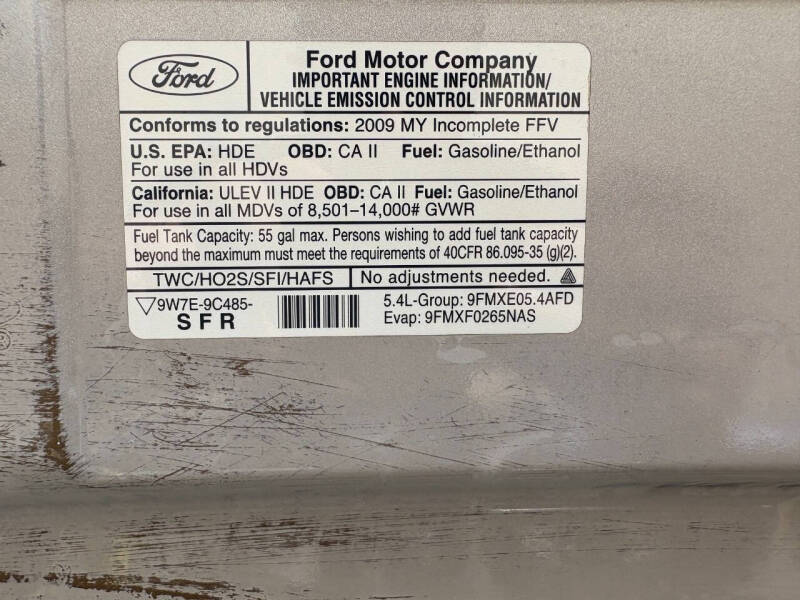 Ford
Ford Motor Company
IMPORTANT ENGINE INFORMATION/
VEHICLE EMISSION CONTROL INFORMATION
Conforms to regulations: 2009 MY Incomplete FFV
U.S. EPA: HDE OBD: CA II Fuel: Gasoline/Ethanol
For use in all HDVs
California: ULEV II HDE OBD: CA II Fuel: Gasoline/Ethanol
For use in all MDVs of 8,501–14,000# GVWR
Fuel Tank Capacity: 55 gal max. Persons wishing to add fuel tank capacity
beyond the maximum must meet the requirements of 40CFR 86.095-35 (g)(2).
TWC/HO2S/SFI/HAFS No adjustments needed.
9W7E-9C485-
SFR
5.4L-Group: 9FMXE05.4AFD
Evap: 9FMXF0265NAS